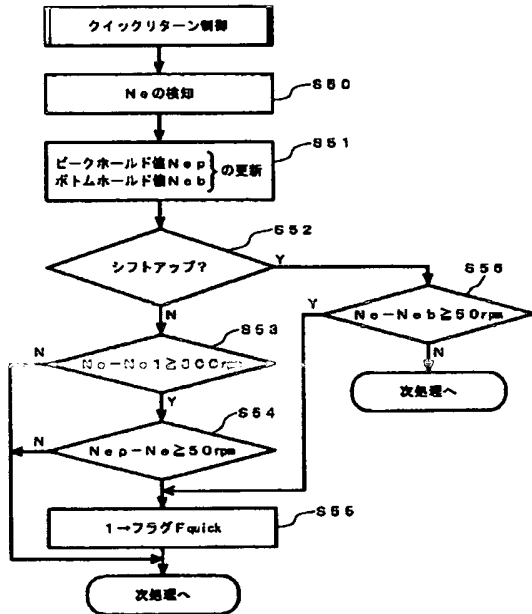 クイックリターン制御
S50
Neの検知
S51
ピークホールド値Nep
ボトムホールド値Neb
}の更新
S52
シフトアップ?
Y
N
S56
Ne−Neb≧50rpm
Y
N
次処理へ
S53
Ne−Ne1≧300rpm
N
Y
S54
Nep−Ne≧50rpm
N
Y
S55
1→フラグFquick
次処理へ